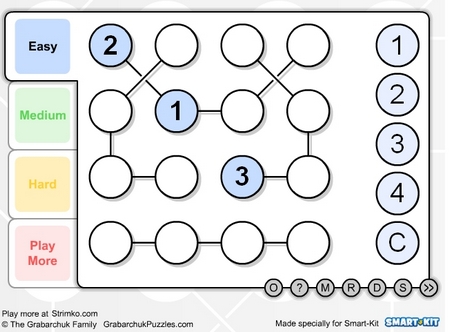 Easy
2
1
Medium
1
2
3
Hard
3
4
Play
More
C
O ? M R D S >>
Play more at Strimko.com
© The Grabarchuk Family GrabarchukPuzzles.com
Made specially for Smart-Kit SMART-KIT